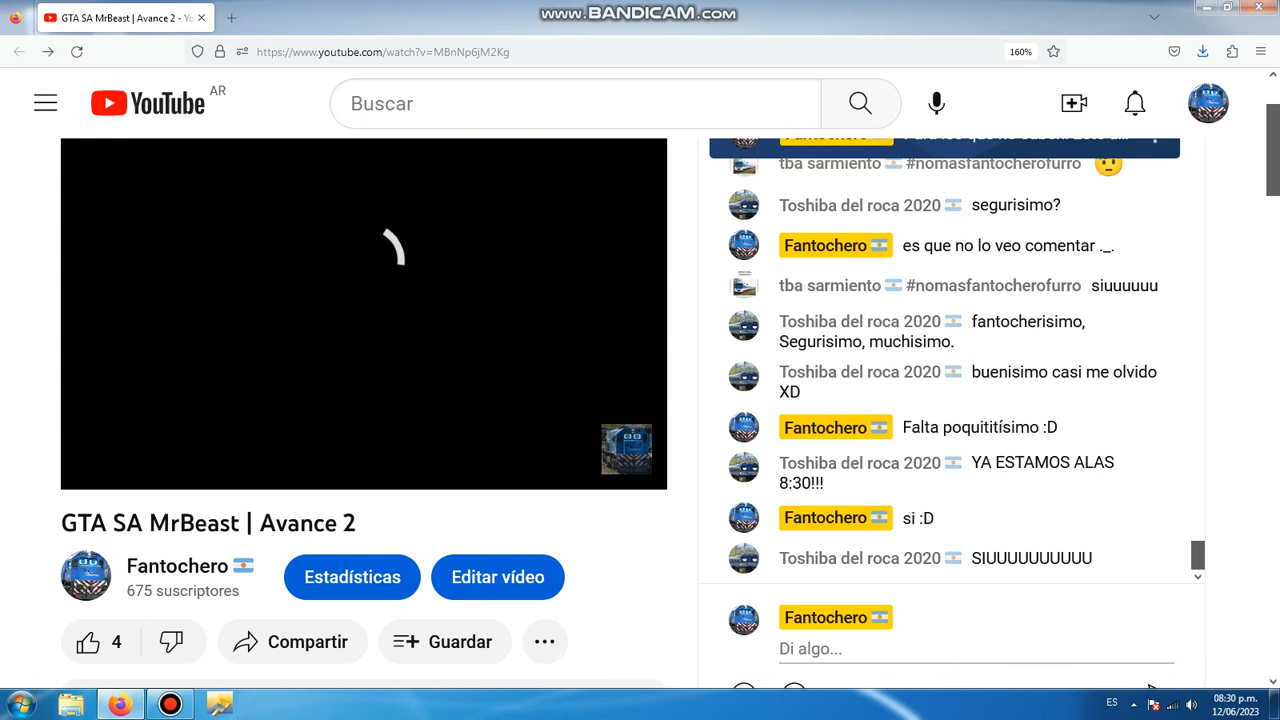 www.BANDICAM.com
GTA SA MrBeast | Avance 2 - Yo
https://www.youtube.com/watch?v=MBnNp6jM2Kg
160%
YouTube AR
Buscar
Fantochero
tba sarmiento #nomasfantocherofurro
Toshiba del roca 2020 segurisimo?
Fantochero es que no lo veo comentar ._.
tba sarmiento #nomasfantocherofurro siuuuuuu
Toshiba del roca 2020 fantocherisimo,
Segurisimo, muchisimo.
Toshiba del roca 2020 buenisimo casi me olvido
XD
Fantochero Falta poquititísimo :D
Toshiba del roca 2020 YA ESTAMOS ALAS
8:30!!!
Fantochero si :D
Toshiba del roca 2020 SIUUUUUUUUUU
GTA SA MrBeast | Avance 2
Fantochero
675 suscriptores
Estadísticas
Editar vídeo
4
Compartir
Guardar
Fantochero
Di algo...
ES
08:30 p.m.
12/06/2023